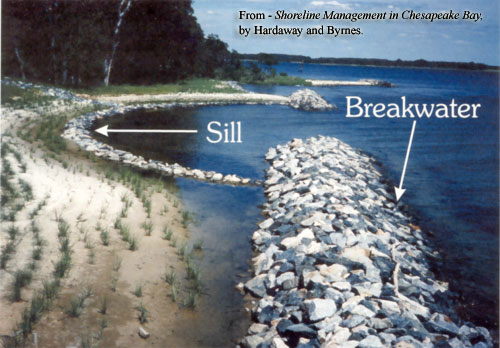 From - Shoreline Management in Chesapeake Bay,
by Hardaway and Byrnes.
Breakwater
Sill